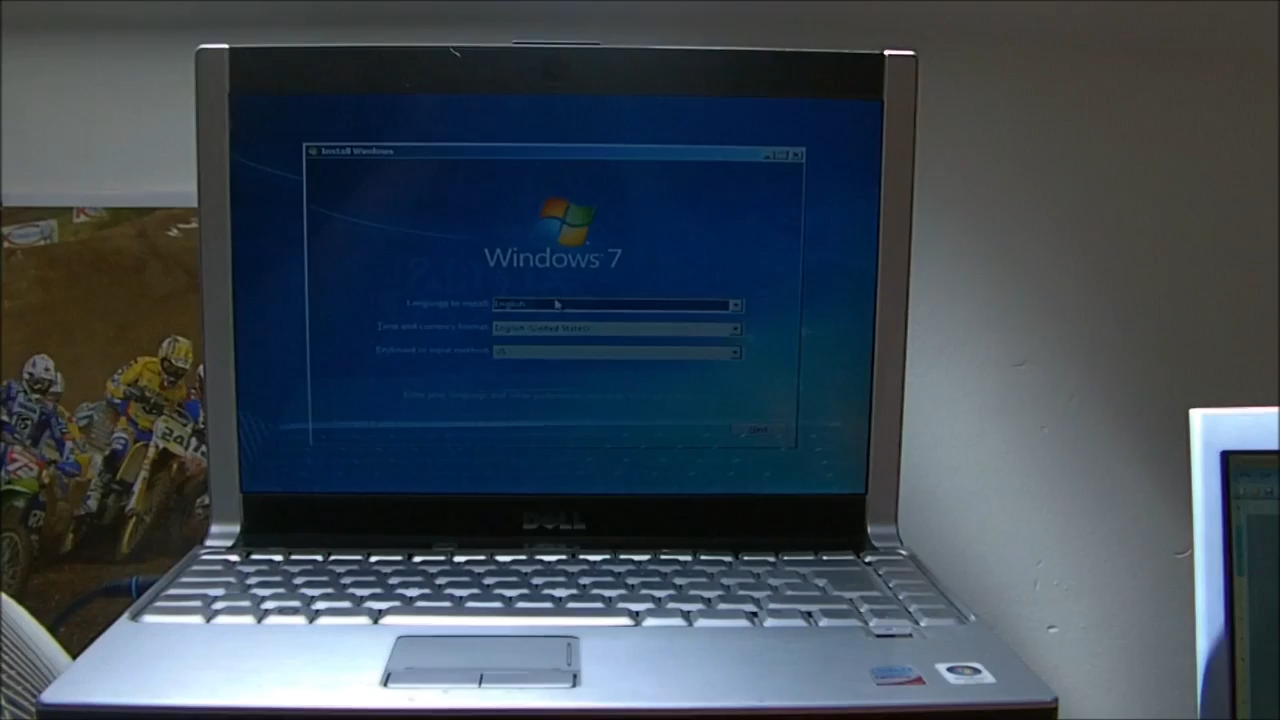 Install Windows
Windows 7
Language to install: English
Time and currency format: English (United States)
Keyboard or input method: US
Next
DELL
24